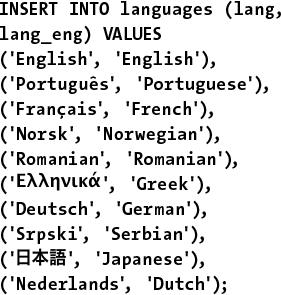 INSERT INTO languages (lang,
lang_eng) VALUES
('English', 'English'),
('Português', 'Portuguese'),
('Français', 'French'),
('Norsk', 'Norwegian'),
('Romanian', 'Romanian'),
('Ελληνικά', 'Greek'),
('Deutsch', 'German'),
('Srpski', 'Serbian'),
('日本語', 'Japanese'),
('Nederlands', 'Dutch');